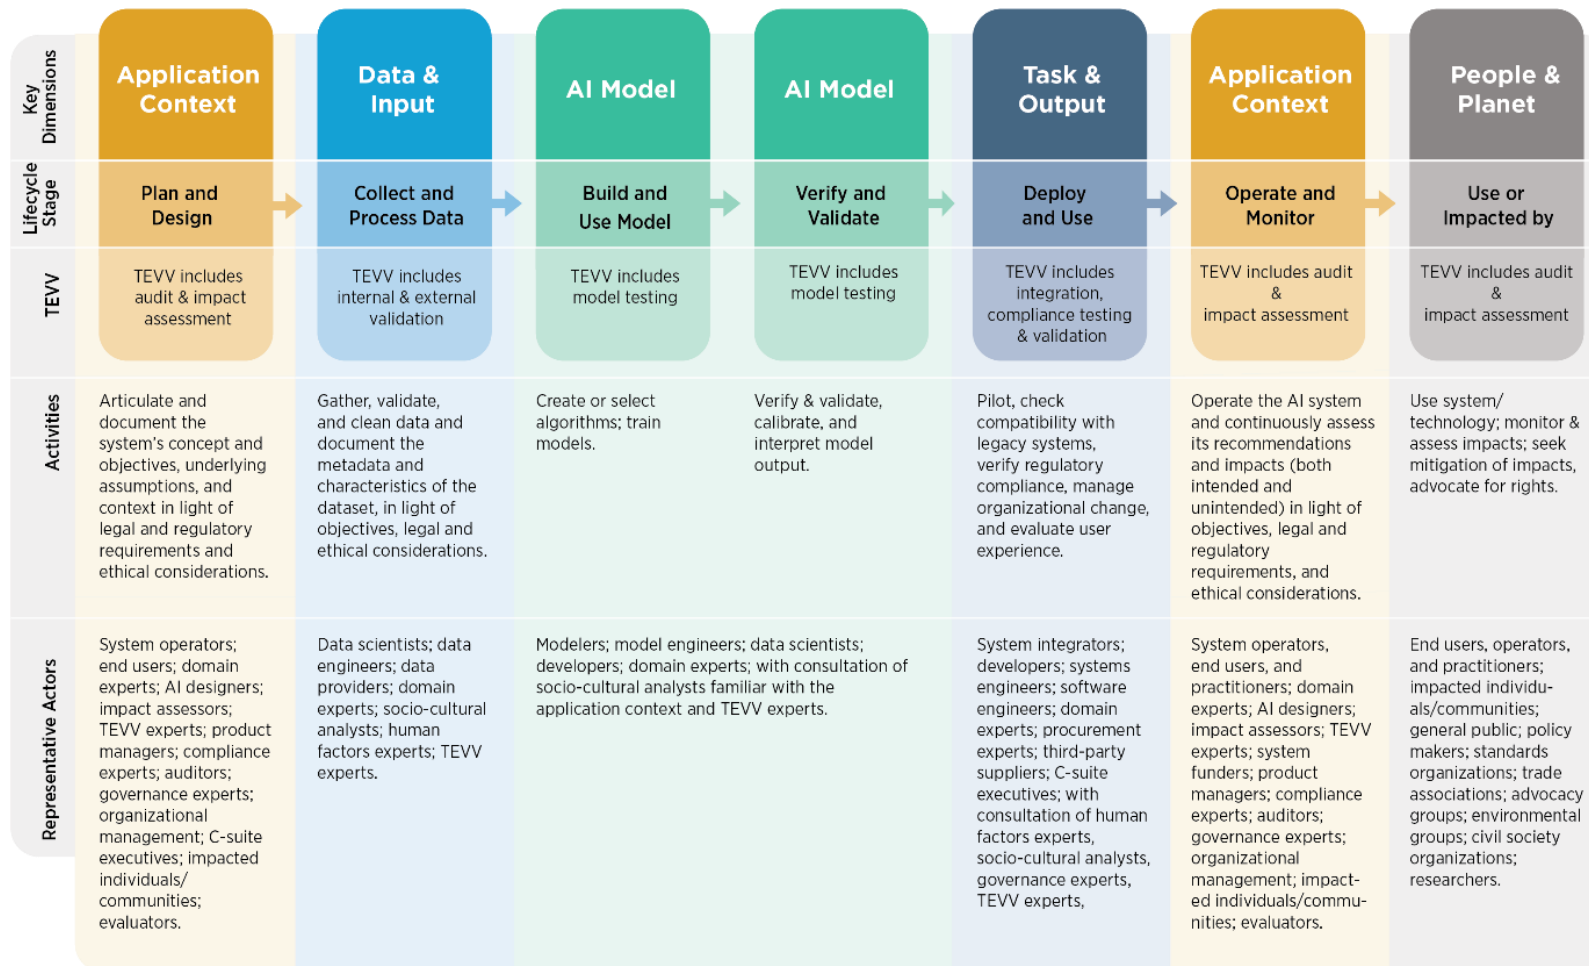 Key
Dimensions
Application
Context
Data &
Input
AI Model
AI Model
Task &
Output
Application
Context
People &
Planet
Lifecycle
Stage
Plan and
Design
Collect and
Process Data
Build and
Use Model
Verify and
Validate
Deploy
and Use
Operate and
Monitor
Use or
Impacted by
TEVV
TEVV includes
audit & impact
assessment
TEVV includes
internal & external
validation
TEVV includes
model testing
TEVV includes
model testing
TEVV includes
integration,
compliance testing
& validation
TEVV includes audit
&
impact assessment
TEVV includes audit
&
impact assessment
Activities
Articulate and
document the
system's concept and
objectives, underlying
assumptions, and
context in light of
legal and regulatory
requirements and
ethical considerations.
Gather, validate,
and clean data and
document the
metadata and
characteristics of the
dataset, in light of
objectives, legal and
ethical considerations.
Create or select
algorithms; train
models.
Verify & validate,
calibrate, and
interpret model
output.
Pilot, check
compatibility with
legacy systems,
verify regulatory
compliance, manage
organizational change,
and evaluate user
experience.
Operate the AI system
and continuously assess
its recommendations
and impacts (both
intended and
unintended) in light of
objectives, legal and
regulatory
requirements, and
ethical considerations.
Use system/
technology; monitor &
assess impacts; seek
mitigation of impacts,
advocate for rights.
Representative Actors
System operators;
end users; domain
experts; AI designers;
impact assessors;
TEVV experts; product
managers; compliance
experts; auditors;
governance experts;
organizational
management; C-suite
executives; impacted
individuals/
communities;
evaluators.
Data scientists; data
engineers; data
providers; domain
experts; socio-cultural
analysts; human
factors experts; TEVV
experts.
Modelers; model engineers; data scientists;
developers; domain experts; with consultation of
socio-cultural analysts familiar with the
application context and TEVV experts.
System integrators;
developers; systems
engineers; software
engineers; domain
experts; procurement
experts; third-party
suppliers; C-suite
executives; with
consultation of human
factors experts,
socio-cultural analysts,
governance experts,
TEVV experts,
System operators,
end users, and
practitioners; domain
experts; AI designers;
impact assessors; TEVV
experts; system
funders; product
managers; compliance
experts; auditors;
governance experts;
organizational
management; impact-
ed individuals/commu-
nities; evaluators.
End users, operators,
and practitioners;
impacted individu-
als/communities;
general public; policy
makers; standards
organizations; trade
associations; advocacy
groups; environmental
groups; civil society
organizations;
researchers.